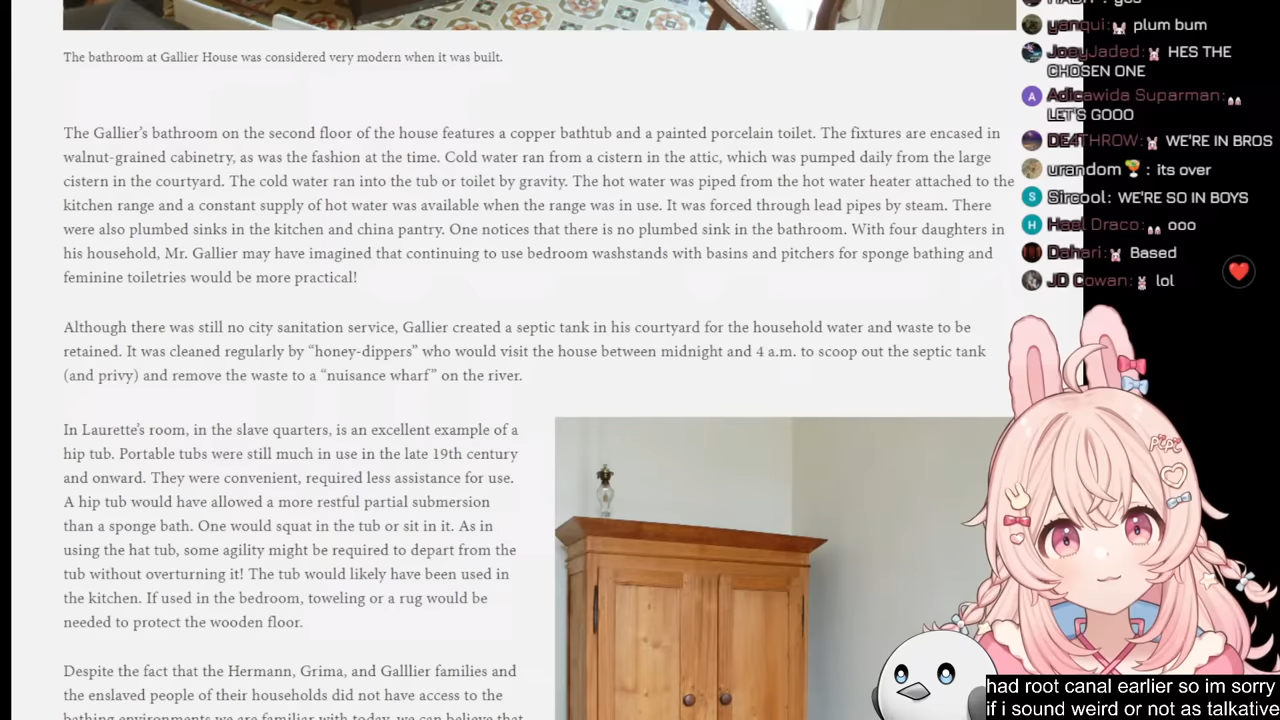 The bathroom at Gallier House was considered very modern when it was built.
The Gallier's bathroom on the second floor of the house features a copper bathtub and a painted porcelain toilet. The fixtures are encased in
walnut-grained cabinetry, as was the fashion at the time. Cold water ran from a cistern in the attic, which was pumped daily from the large
cistern in the courtyard. The cold water ran to the tub or toilet by gravity. The hot water was piped from the hot water heater attached to the
kitchen range and a constant supply of hot water was available when the range was in use. It was forced through lead pipes by steam. There
were also plumbed sinks in the kitchen and pantry. One notices that there is no plumbed sink in the bathroom. With four daughters in
his household, Mr. Gallier may have imagined that continuing to use bedroom washstands with basins and pitchers for sponge bathing and
feminine toiletries would be more practical.
Although there was still no city sanitation service, Gallier created a septic tank in his courtyard for the household water and waste to be
retained. It was cleaned regularly by “honey-dippers” who would visit the house between midnight and 4 a.m. to scoop out the septic tank
(and privy) and remove the waste to a “nuisance wharf” on the river.
In Laurette's room, in the slave quarters, is an excellent example of a
hip tub. Portable tubs were still much in use in the late 19th century
and onward. They were convenient, required less assistance for use.
A hip tub would have allowed a more restful partial submersion
than a sponge bath. One would squat in the tub or sit in it. As in
using the hat tub, some agility might be required to depart from the
tub without overturning it! The tub would likely have been used in
the kitchen. If used in the bedroom, toweling or a rug would be
needed to protect the wooden floor.
Despite the fact that the Hermann, Grima, and Galllier families and
the enslaved people of their households did not have access to the
bathing environments we are familiar with today, we can believe that
yanqui: plum bum
JoeyJaded: HES THE
CHOSEN ONE
A
Adicawida Suparman:
LET'S GOOO
DE4THROW: WE'RE IN BROS
urandom : its over
S
Sircool: WE'RE SO IN BOYS
H
Hael Draco: ooo
Dahari: Based
JD Cowan: lol
PiPi
had root canal earlier so im sorry
if i sound weird or not as talkative